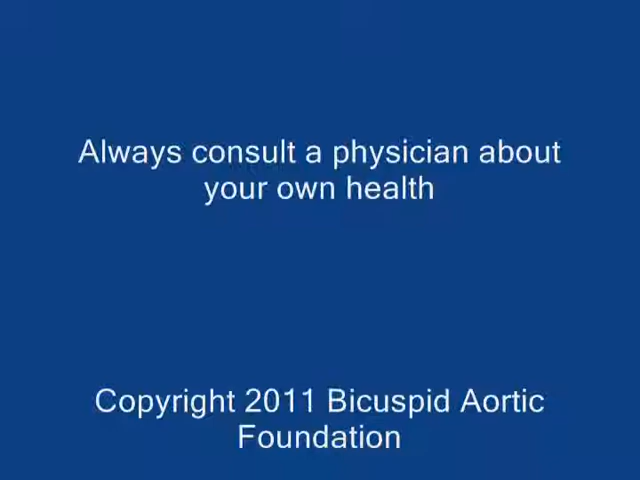 Always consult a physician about
your own health
Copyright 2011 Bicuspid Aortic
Foundation